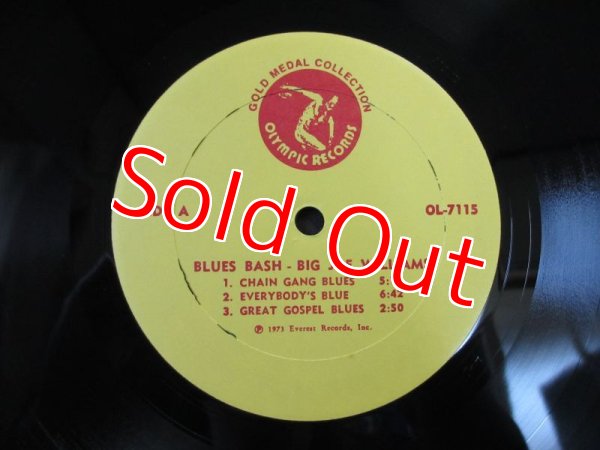 GOLD MEDAL COLLECTION
OLYMPIC RECORDS
A
OL-7115
Sold Out
BLUES BASH - BIG
1. CHAIN GANG BLUES 5:
2. EVERYBODY'S BLUE 6:42
3. GREAT GOSPEL BLUES 2:50
℗ 1973 Everest Records, Inc.